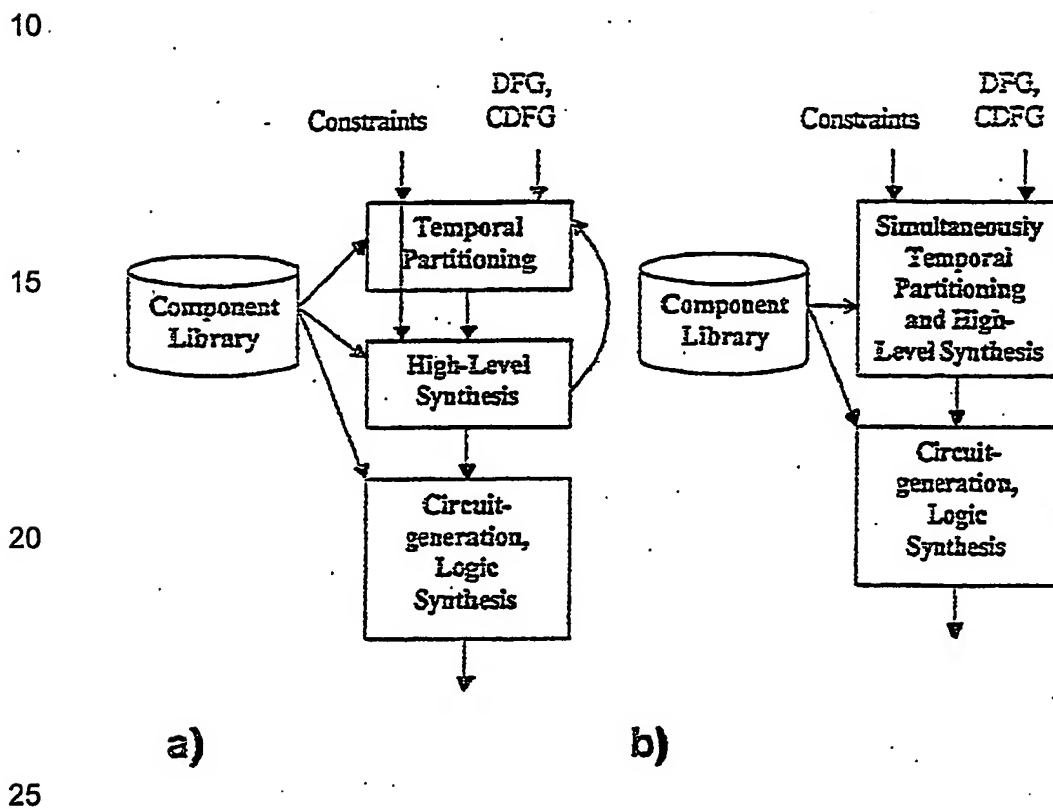 10
DFG,
CDFG
Constraints
Temporal
Partitioning
Component
Library
High-Level
Synthesis
Circuit-
generation,
Logic
Synthesis
a)
DFG,
CDFG
Constraints
Simultaneously
Temporal
Partitioning
and High-
Level Synthesis
Component
Library
Circuit-
generation,
Logic
Synthesis
b)
15
20
25